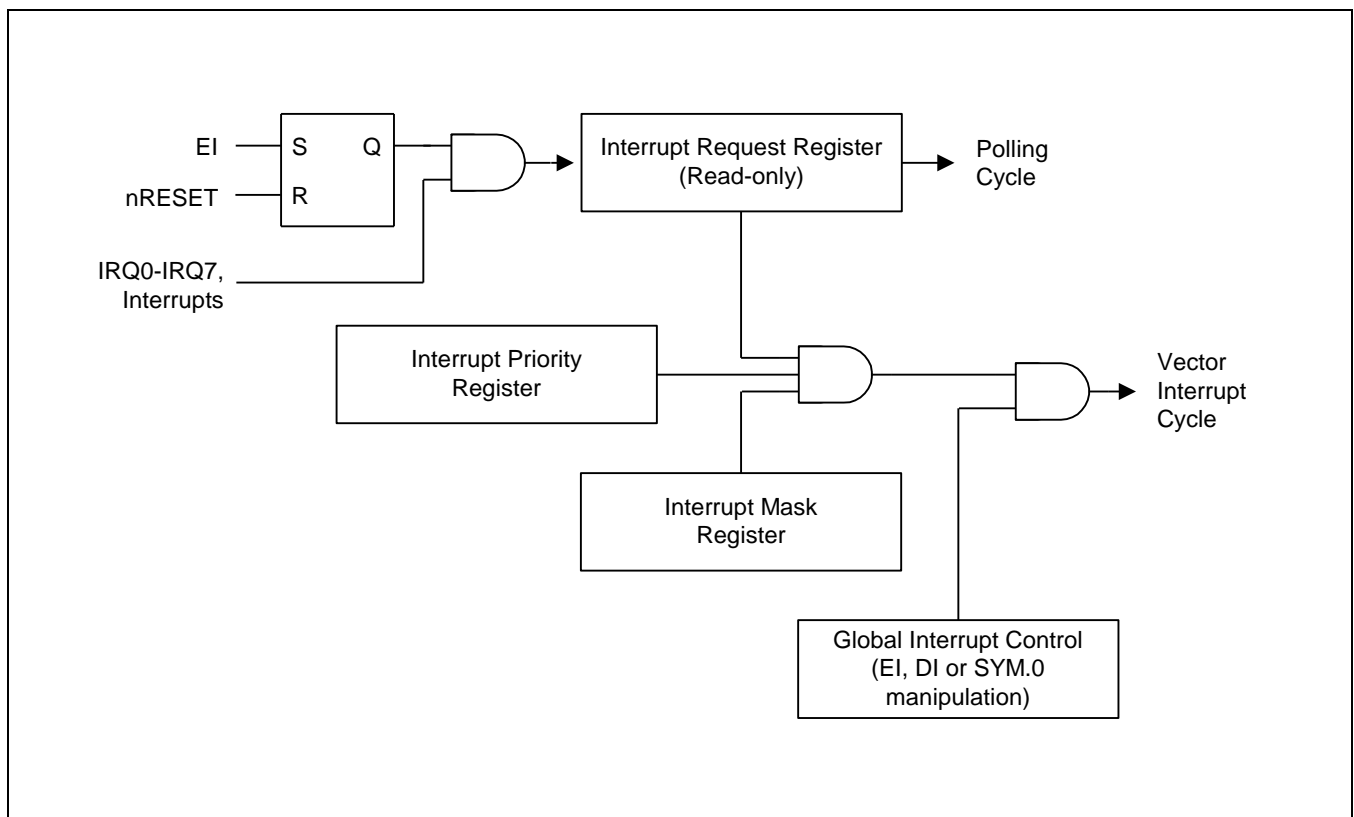 EI
S
Q
nRESET
R
IRQ0-IRQ7,
Interrupts
Interrupt Request Register
(Read-only)
Polling
Cycle
Interrupt Priority
Register
Vector
Interrupt
Cycle
Interrupt Mask
Register
Global Interrupt Control
(EI, DI or SYM.0
manipulation)